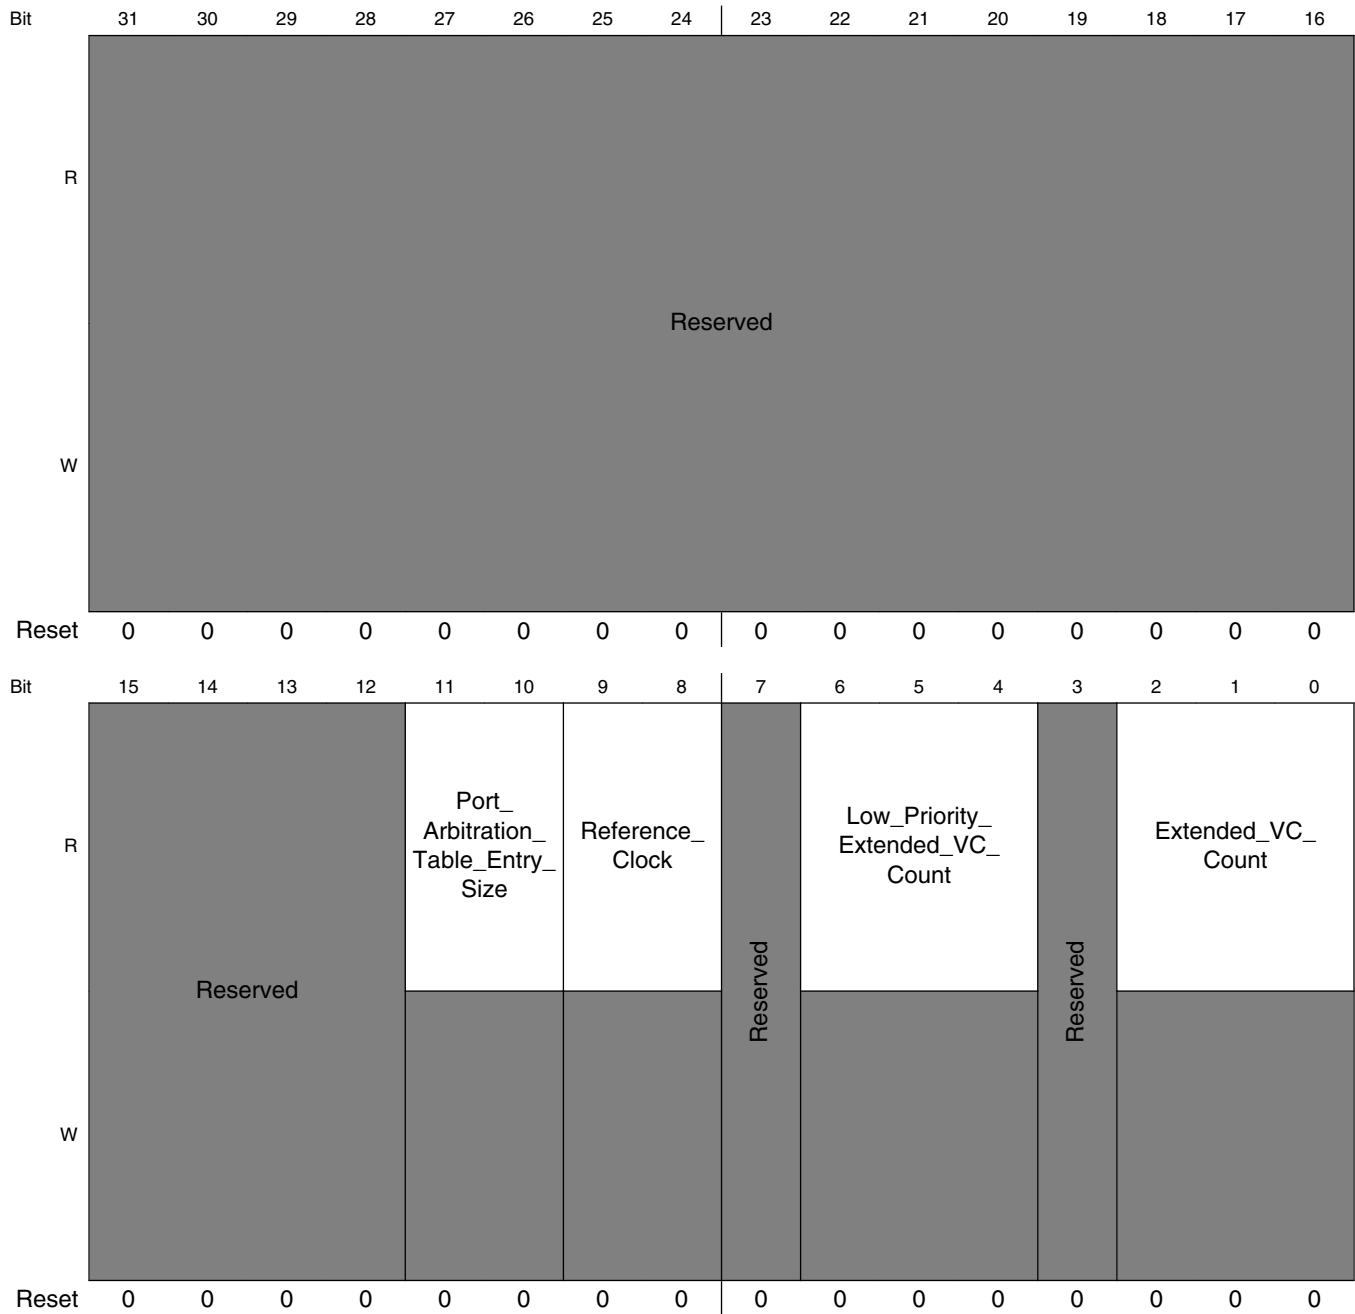 Bit 31 30 29 28 27 26 25 24 23 22 21 20 19 18 17 16
R
Reserved
W
Reset 0 0 0 0 0 0 0 0 0 0 0 0 0 0 0 0
Bit 15 14 13 12 11 10 9 8 7 6 5 4 3 2 1 0
R
Reserved
Port_
Arbitration_
Table_Entry_
Size
Reference_
Clock
Reserved
Low_Priority_
Extended_VC_
Count
Reserved
Extended_VC_
Count
W
Reset 0 0 0 0 0 0 0 0 0 0 0 0 0 0 0 0